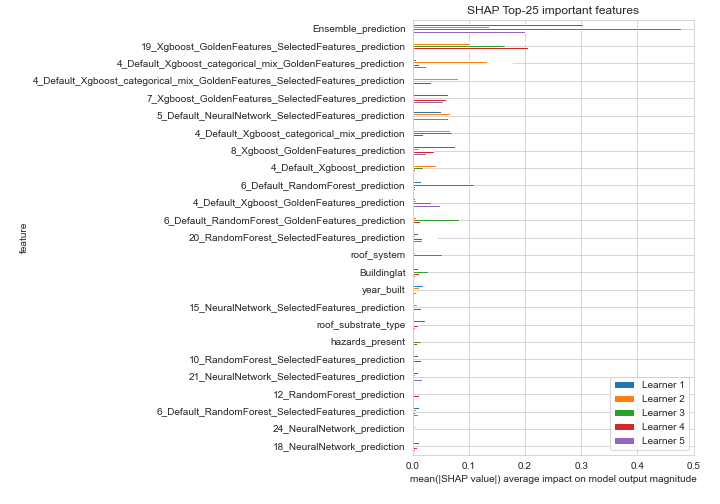 SHAP Top-25 important features
Ensemble_prediction
19_Xgboost_GoldenFeatures_SelectedFeatures_prediction
4_Default_Xgboost_categorical_mix_GoldenFeatures_prediction
4_Default_Xgboost_categorical_mix_GoldenFeatures_SelectedFeatures_prediction
7_Xgboost_GoldenFeatures_SelectedFeatures_prediction
5_Default_NeuralNetwork_SelectedFeatures_prediction
4_Default_Xgboost_categorical_mix_prediction
8_Xgboost_GoldenFeatures_SelectedFeatures_prediction
4_Default_Xgboost_prediction
6_Default_RandomForest_prediction
4_Default_Xgboost_GoldenFeatures_prediction
6_Default_RandomForest_GoldenFeatures_prediction
20_RandomForest_SelectedFeatures_prediction
roof_system
Buildinglat
year_built
15_NeuralNetwork_SelectedFeatures_prediction
roof_substrate_type
hazards_present
10_RandomForest_SelectedFeatures_prediction
21_NeuralNetwork_SelectedFeatures_prediction
12_RandomForest_prediction
6_Default_RandomForest_SelectedFeatures_prediction
24_NeuralNetwork_prediction
18_NeuralNetwork_prediction
feature
Learner 1
Learner 2
Learner 3
Learner 4
Learner 5
0.0 0.1 0.2 0.3 0.4 0.5
mean(|SHAP value|) average impact on model output magnitude